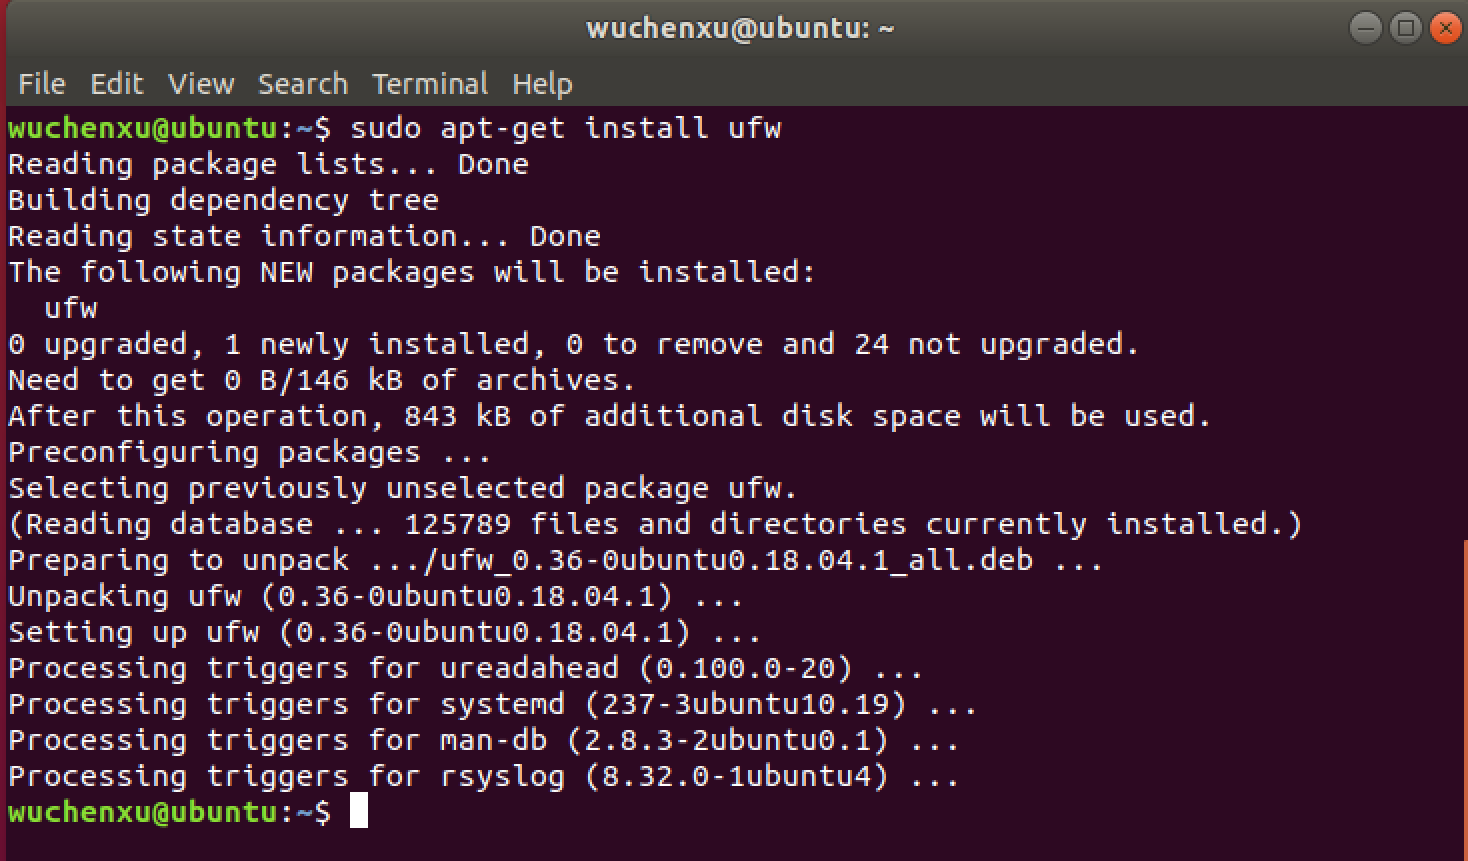 wuchenxu@ubuntu: ~
File Edit View Search Terminal Help
wuchenxu@ubuntu:~$ sudo apt-get install ufw
Reading package lists... Done
Building dependency tree
Reading state information... Done
The following NEW packages will be installed:
  ufw
0 upgraded, 1 newly installed, 0 to remove and 24 not upgraded.
Need to get 0 B/146 kB of archives.
After this operation, 843 kB of additional disk space will be used.
Preconfiguring packages ...
Selecting previously unselected package ufw.
(Reading database ... 125789 files and directories currently installed.)
Preparing to unpack .../ufw_0.36-0ubuntu0.18.04.1_all.deb ...
Unpacking ufw (0.36-0ubuntu0.18.04.1) ...
Setting up ufw (0.36-0ubuntu0.18.04.1) ...
Processing triggers for ureadahead (0.100.0-20) ...
Processing triggers for systemd (237-3ubuntu10.19) ...
Processing triggers for man-db (2.8.3-2ubuntu0.1) ...
Processing triggers for rsyslog (8.32.0-1ubuntu4) ...
wuchenxu@ubuntu:~$